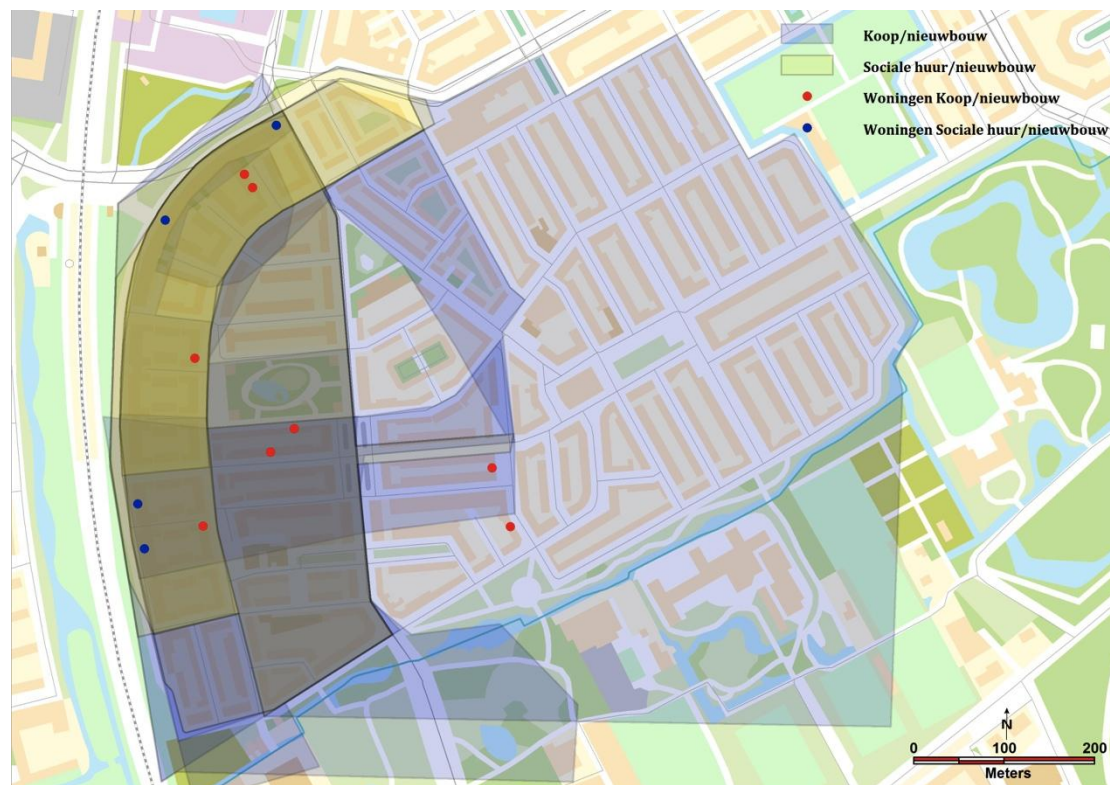 Koop/nieuwbouw
Sociale huur/nieuwbouw
Woningen Koop/nieuwbouw
Woningen Sociale huur/nieuwbouw
N
0 100 200
Meters